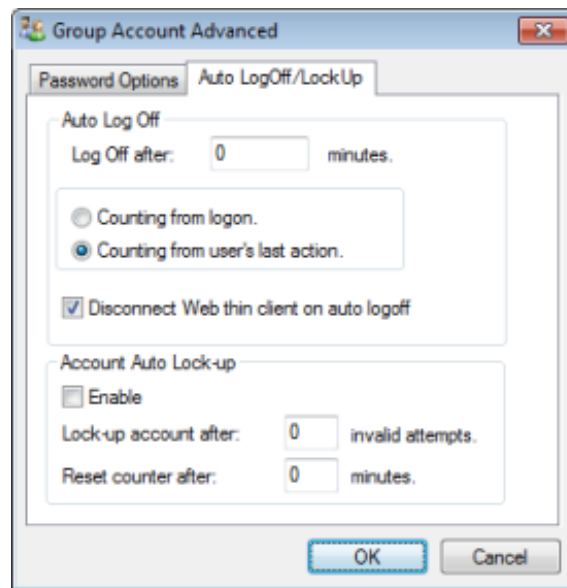 Group Account Advanced
Password Options Auto LogOff/LockUp
Auto Log Off
Log Off after: 0 minutes.
Counting from logon.
Counting from user's last action.
Disconnect Web thin client on auto logoff
Account Auto Lock-up
Enable
Lock-up account after: 0 invalid attempts.
Reset counter after: 0 minutes.
OK Cancel